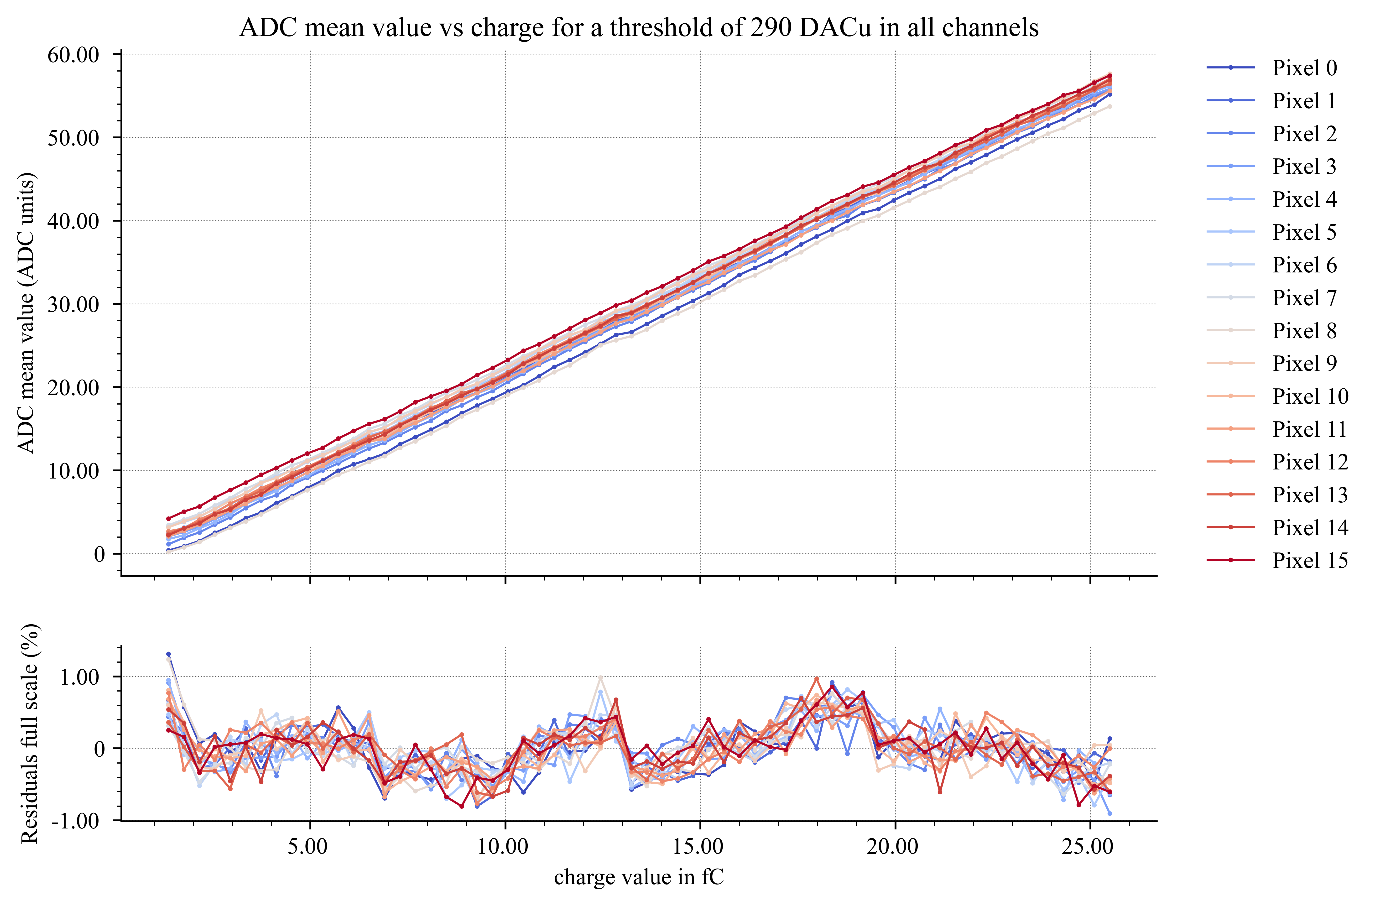 ADC mean value vs charge for a threshold of 290 DACu in all channels
ADC mean value (ADC units)
60.00
50.00
40.00
30.00
20.00
10.00
0
Pixel 0
Pixel 1
Pixel 2
Pixel 3
Pixel 4
Pixel 5
Pixel 6
Pixel 7
Pixel 8
Pixel 9
Pixel 10
Pixel 11
Pixel 12
Pixel 13
Pixel 14
Pixel 15
Residuals full scale (%)
1.00
0
-1.00
5.00
10.00
15.00
20.00
25.00
charge value in fC